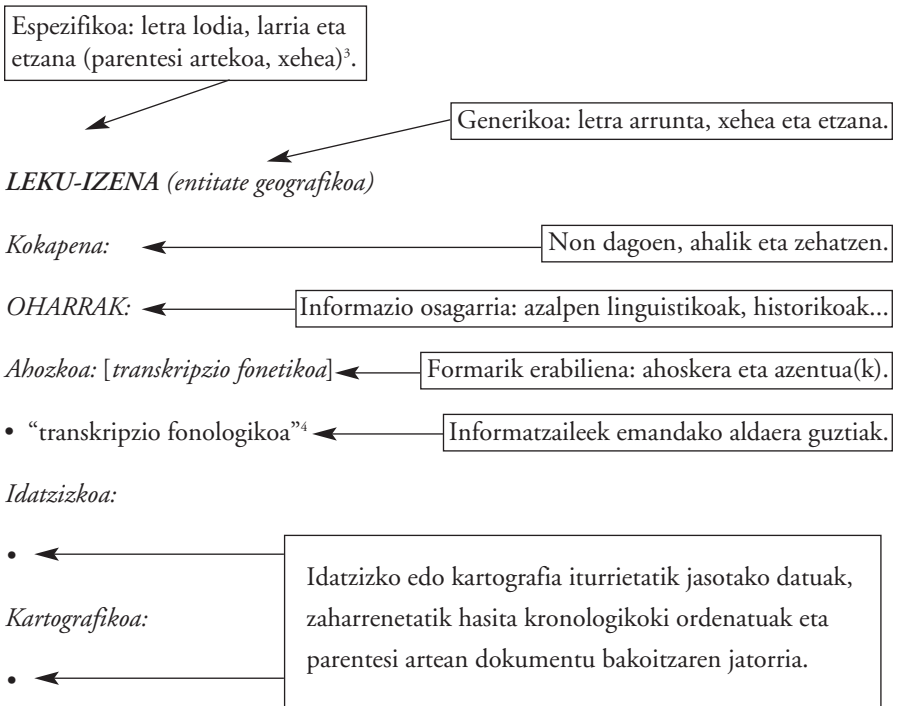 Espezifikoa: letra lodia, larria eta
etzana (parentesi artekoa, xehea)³.
Generikoa: letra arrunta, xehea eta etzana.
LEKU-IZENA (entitate geografikoa)
Kokapena:
Non dagoen, ahalik eta zehatzen.
OHARRAK:
Informazio osagarria: azalpen linguistikoak, historikoak...
Ahozkoa: [transkripzio fonetikoa]
Formarik erabiliena: ahoskera eta azentua(k).
• “transkripzio fonologikoa”⁴
Informatzaileek emandako aldaera guztiak.
Idatzizkoa:
•
Idatzizko edo kartografia iturrietatik jasotako datuak,
zaharrenetatik hasita kronologikoki ordenatuak eta
parentesi artean dokumentu bakoitzaren jatorria.
Kartografikoa:
•